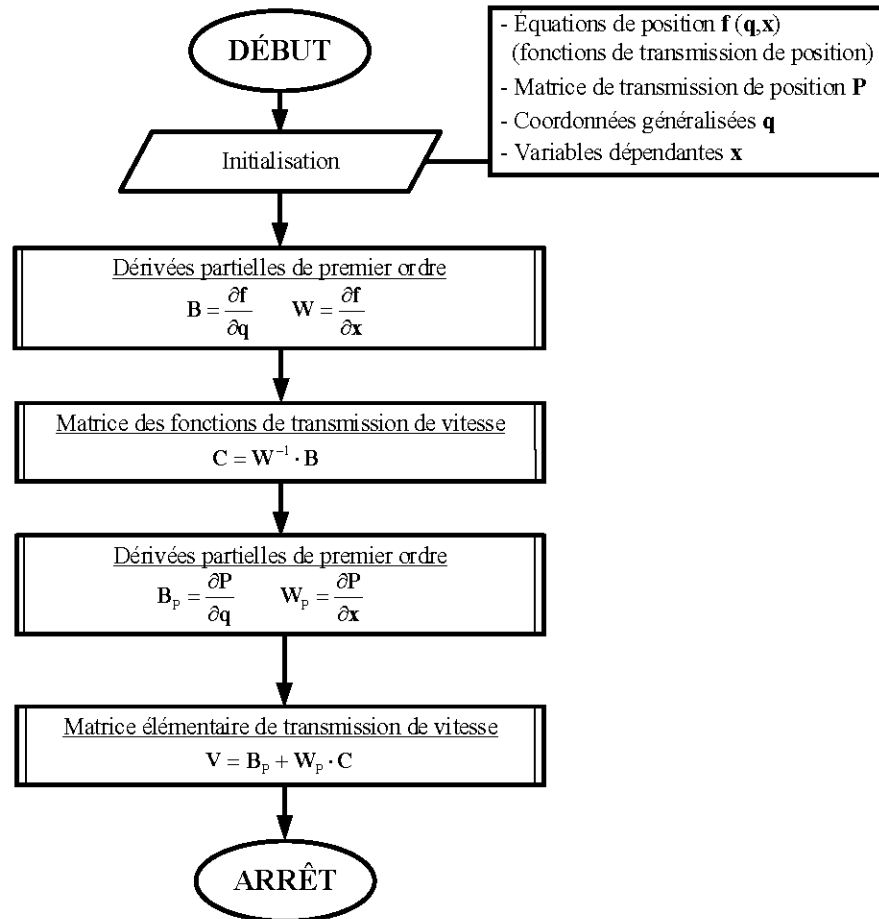 DÉBUT
- Équations de position f (q,x)
(fonctions de transmission de position)
- Matrice de transmission de position P
- Coordonnées généralisées q
- Variables dépendantes x
Initialisation
Dérivées partielles de premier ordre
B = ∂f/∂q W = ∂f/∂x
Matrice des fonctions de transmission de vitesse
C = W⁻¹ · B
Dérivées partielles de premier ordre
B_P = ∂P/∂q W_P = ∂P/∂x
Matrice élémentaire de transmission de vitesse
V = B_P + W_P · C
ARRÊT